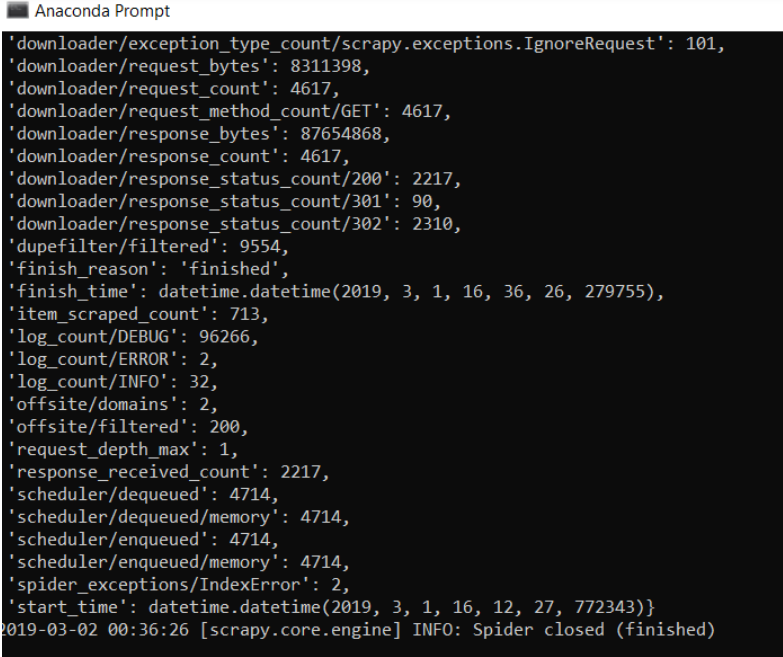 Anaconda Prompt
'downloader/exception_type_count/scrapy.exceptions.IgnoreRequest': 101,
'downloader/request_bytes': 8311398,
'downloader/request_count': 4617,
'downloader/request_method_count/GET': 4617,
'downloader/response_bytes': 87654868,
'downloader/response_count': 4617,
'downloader/response_status_count/200': 2217,
'downloader/response_status_count/301': 90,
'downloader/response_status_count/302': 2310,
'dupefilter/filtered': 9554,
'finish_reason': 'finished',
'finish_time': datetime.datetime(2019, 3, 1, 16, 36, 26, 279755),
'item_scraped_count': 713,
'log_count/DEBUG': 96266,
'log_count/ERROR': 2,
'log_count/INFO': 32,
'offsite/domains': 2,
'offsite/filtered': 200,
'request_depth_max': 1,
'response_received_count': 2217,
'scheduler/dequeued': 4714,
'scheduler/dequeued/memory': 4714,
'scheduler/enqueued': 4714,
'scheduler/enqueued/memory': 4714,
'spider_exceptions/IndexError': 2,
'start_time': datetime.datetime(2019, 3, 1, 16, 12, 27, 772343)}
2019-03-02 00:36:26 [scrapy.core.engine] INFO: Spider closed (finished)